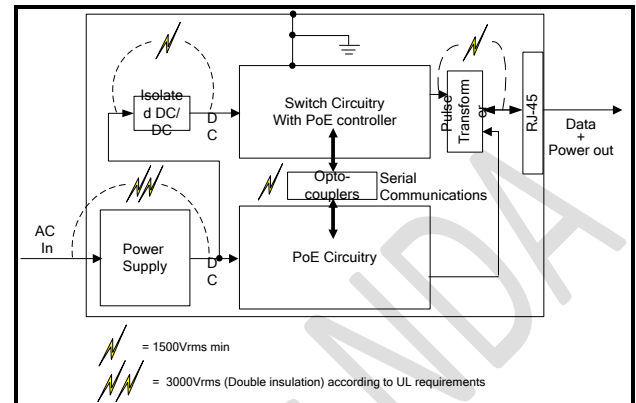 Isolate
d DC/
DC
D
C
Switch Circuitry
With PoE controller
Pulse
Transform
er
RJ-45
Data
+
Power out
Opto-
couplers
Serial
Communications
AC
In
Power
Supply
D
C
PoE Circuitry
= 1500Vrms min
= 3000Vrms (Double insulation) according to UL requirements
NDA